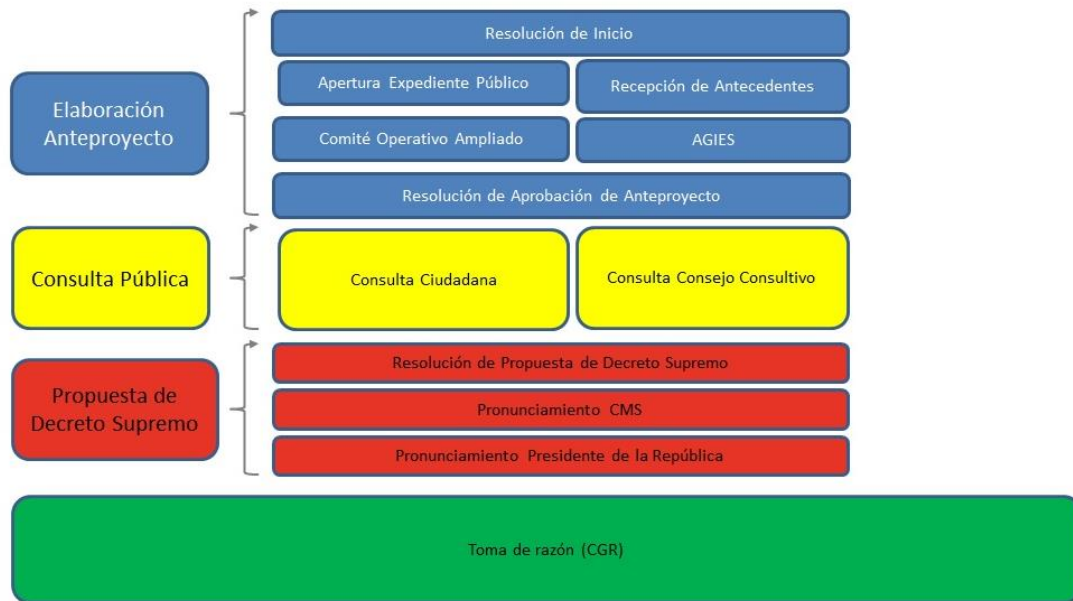 Elaboración
Anteproyecto
Resolución de Inicio
Apertura Expediente Público
Recepción de Antecedentes
Comité Operativo Ampliado
AGIES
Resolución de Aprobación de Anteproyecto
Consulta Pública
Consulta Ciudadana
Consulta Consejo Consultivo
Propuesta de
Decreto Supremo
Resolución de Propuesta de Decreto Supremo
Pronunciamiento CMS
Pronunciamiento Presidente de la República
Toma de razón (CGR)